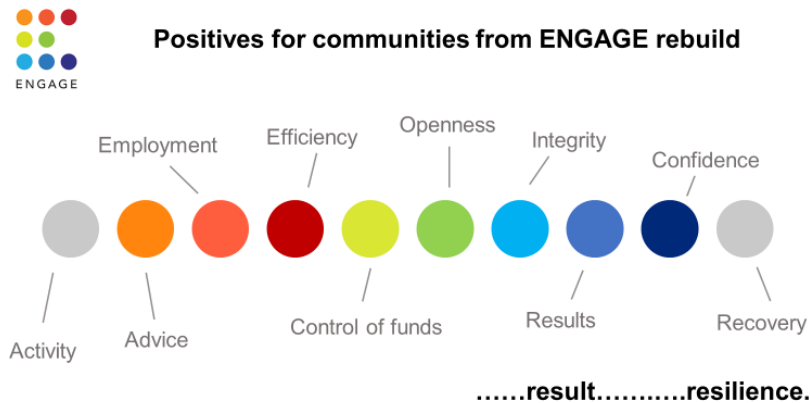 ENGAGE
Positives for communities from ENGAGE rebuild
Activity
Advice
Employment
Efficiency
Control of funds
Openness
Integrity
Results
Confidence
Recovery
……result……..….resilience.